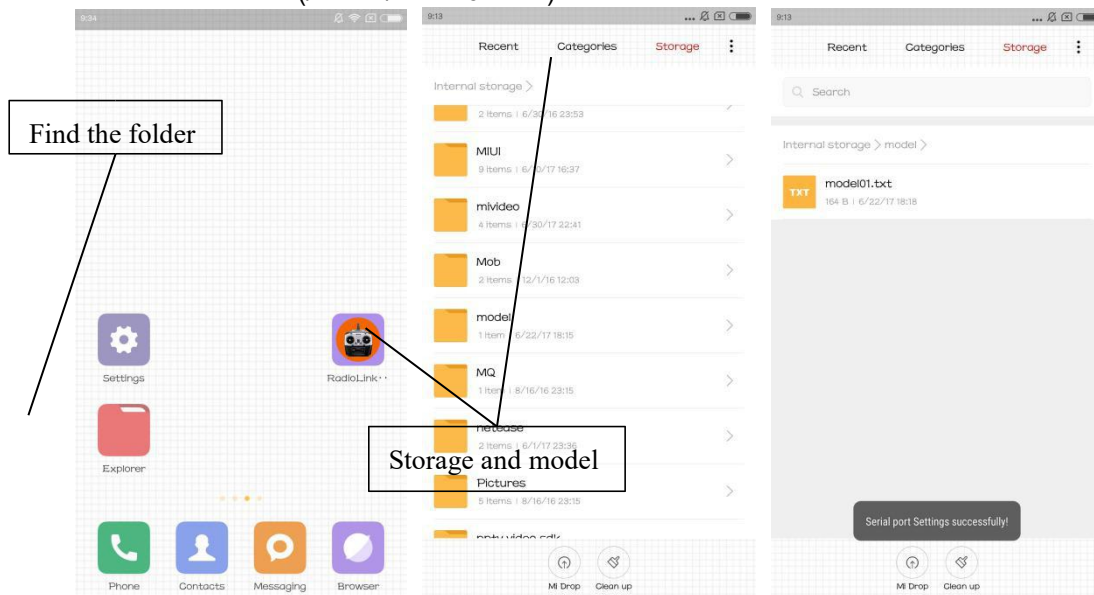 9:24
Find the folder
Settings
RadioLink··
Explorer
Phone
Contacts
Messaging
Browser
9:13
Recent
Categories
Storage
Internal storage >
2 items | 6/30/16 23:53
MIUI
9 items | 6/ 0/17 16:37
mivideo
4 items | 6/30/17 22:41
Mob
2 items | 12/1/16 12:03
model
1 item | 6/22/17 18:15
MQ
1 item | 8/16/16 23:15
netease
2 items | 6/1/17 23:36
Storage and model
Pictures
5 items | 8/16/16 23:15
pptv video sdk
Mi Drop
Clean up
9:13
Recent
Categories
Storage
Search
Internal storage > model >
TXT
model01.txt
164 B | 6/22/17 18:18
Serial port Settings successfully!
Mi Drop
Clean up